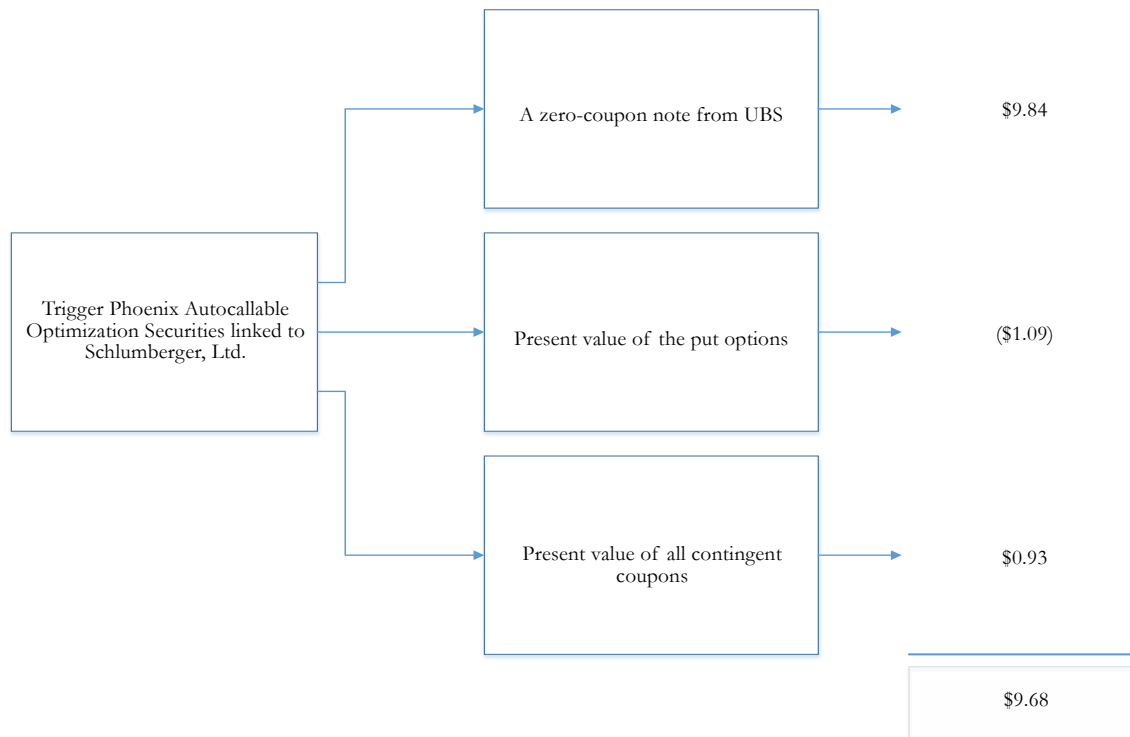 A zero-coupon note from UBS
$9.84
Trigger Phoenix Autocallable
Optimization Securities linked to
Schlumberger, Ltd.
Present value of the put options
($1.09)
Present value of all contingent
coupons
$0.93
$9.68